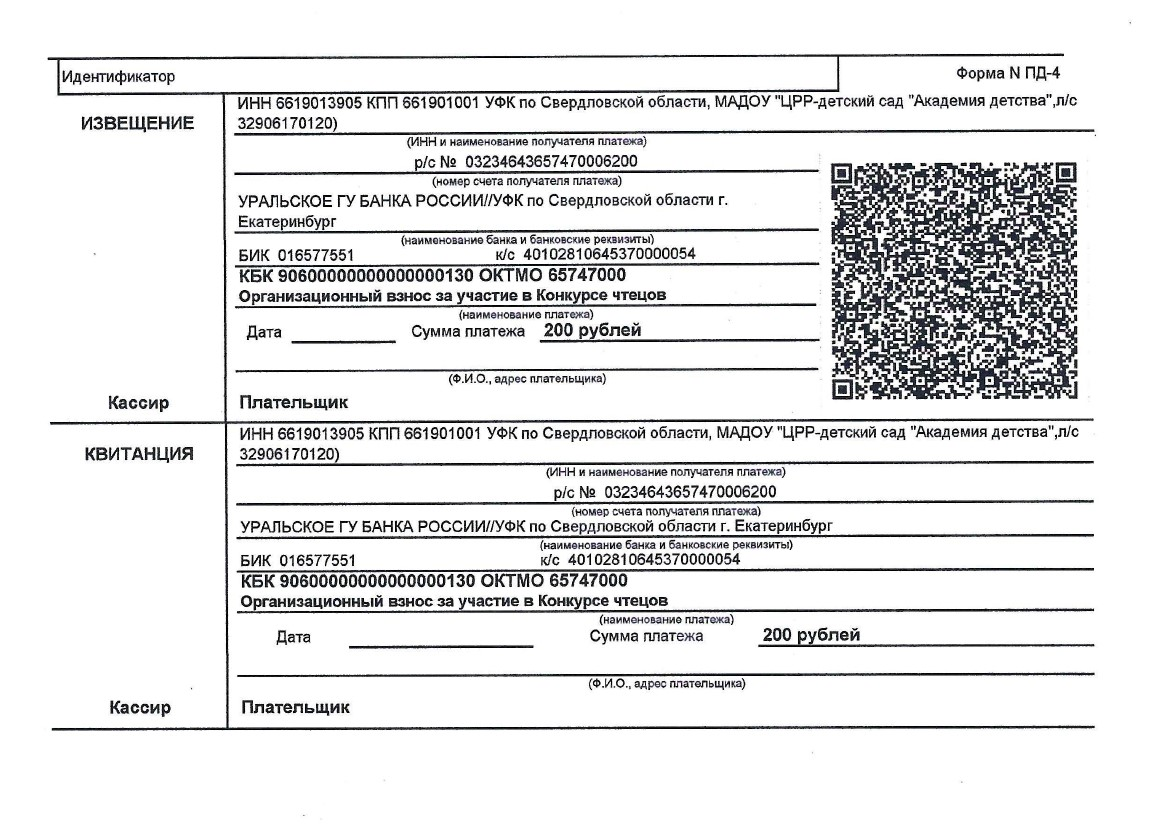 Идентификатор
Форма N ПД-4
ИЗВЕЩЕНИЕ
ИНН 6619013905 КПП 661901001 УФК по Свердловской области, МАДОУ "ЦРР-детский сад "Академия детства",л/с
32906170120)
(ИНН и наименование получателя платежа)
р/с № 03234643657470006200
(номер счета получателя платежа)
УРАЛЬСКОЕ ГУ БАНКА РОССИИ//УФК по Свердловской области г.
Екатеринбург
(наименование банка и банковские реквизиты)
БИК 016577551 к/с 40102810645370000054
КБК 90600000000000000130 ОКТМО 65747000
Организационный взнос за участие в Конкурсе чтецов
(наименование платежа)
Дата Сумма платежа 200 рублей
(Ф.И.О., адрес плательщика)
Кассир Плательщик
КВИТАНЦИЯ
ИНН 6619013905 КПП 661901001 УФК по Свердловской области, МАДОУ "ЦРР-детский сад "Академия детства",л/с
32906170120)
(ИНН и наименование получателя платежа)
р/с № 03234643657470006200
(номер счета получателя платежа)
УРАЛЬСКОЕ ГУ БАНКА РОССИИ//УФК по Свердловской области г. Екатеринбург
(наименование банка и банковские реквизиты)
БИК 016577551 к/с 40102810645370000054
КБК 90600000000000000130 ОКТМО 65747000
Организационный взнос за участие в Конкурсе чтецов
(наименование платежа)
Дата Сумма платежа 200 рублей
(Ф.И.О., адрес плательщика)
Кассир Плательщик